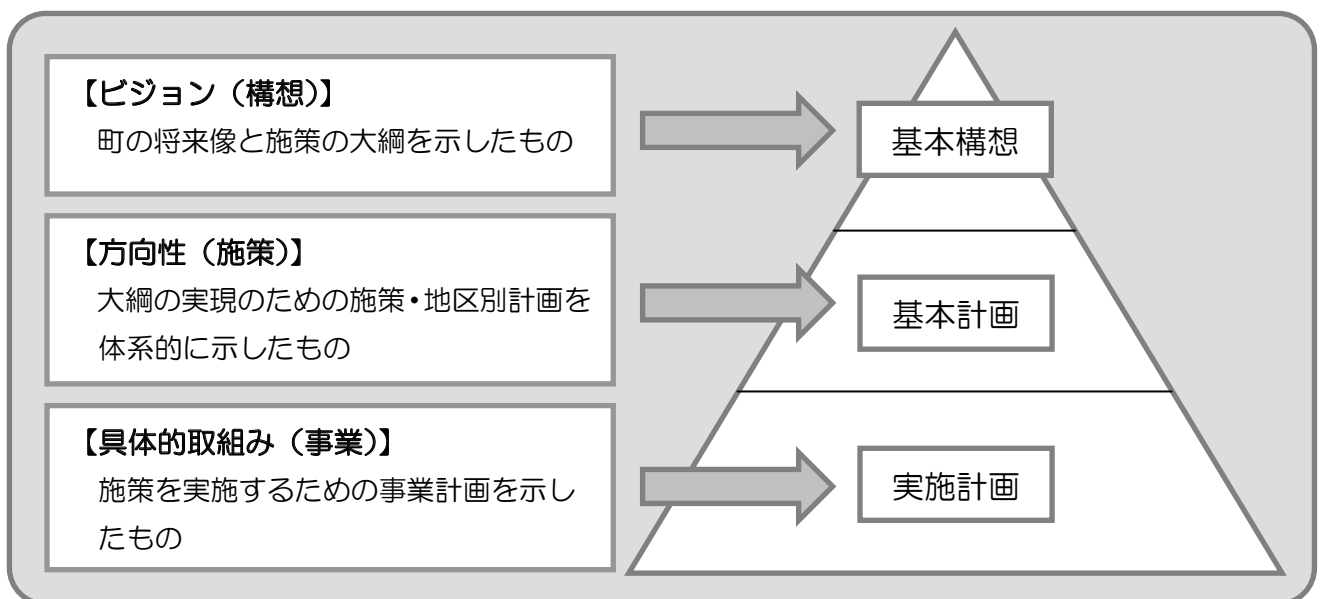 【ビジョン（構想）】
町の将来像と施策の大綱を示したもの
基本構想
【方向性（施策）】
大綱の実現のための施策・地区別計画を
体系的に示したもの
基本計画
【具体的取組み（事業）】
施策を実施するための事業計画を示し
たもの
実施計画